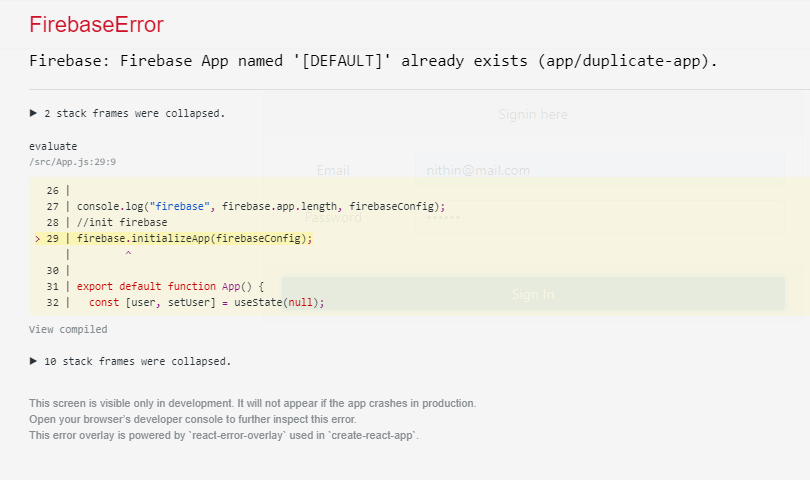 FirebaseError
Firebase: Firebase App named '[DEFAULT]' already exists (app/duplicate-app).
▶ 2 stack frames were collapsed.
Signin here
evaluate
/src/App.js:29:9
Email
nithin@mail.com
26 |
27 | console.log("firebase", firebase.app.length, firebaseConfig);
Password
28 | //init firebase
> 29 | firebase.initializeApp(firebaseConfig);
| ^
30 |
31 | export default function App() {
32 | const [user, setUser] = useState(null);
Sign In
View compiled
▶ 10 stack frames were collapsed.
This screen is visible only in development. It will not appear if the app crashes in production.
Open your browser's developer console to further inspect this error.
This error overlay is powered by `react-error-overlay` used in `create-react-app`.